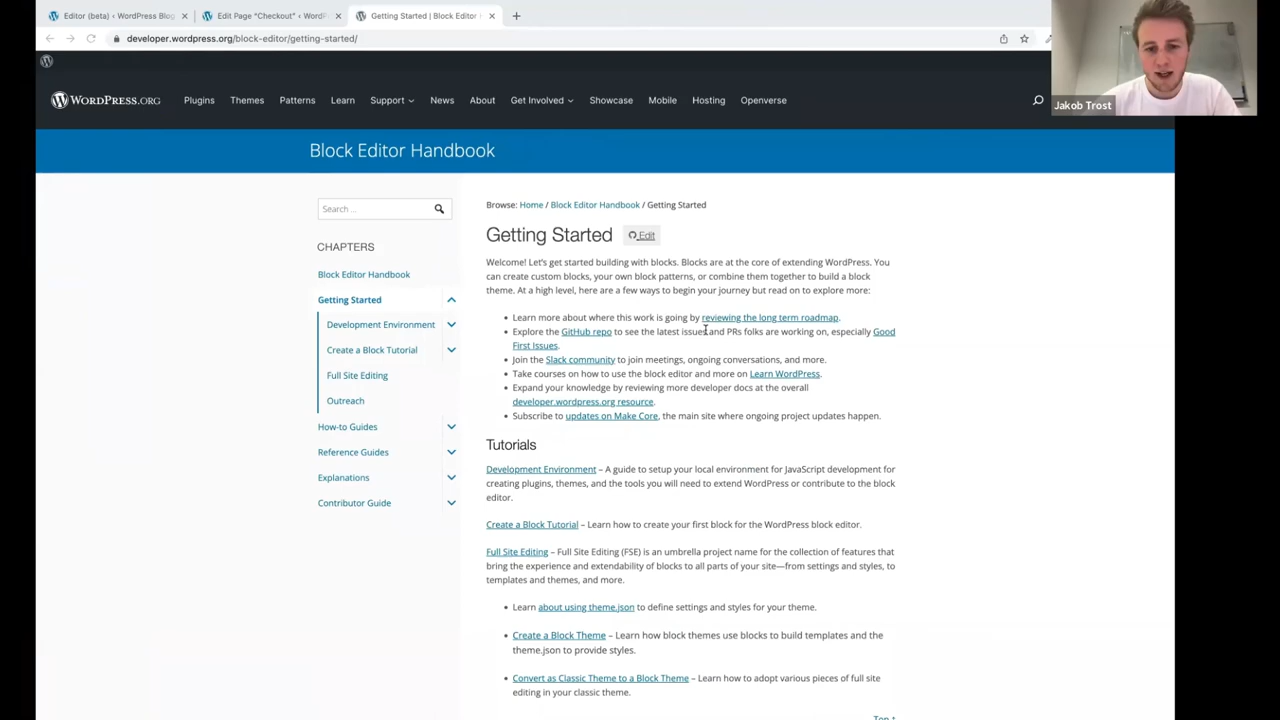 Editor (beta) ‹ WordPress Blog
Edit Page "Checkout" ‹ WordP
Getting Started | Block Editor
developer.wordpress.org/block-editor/getting-started/
Jakob Trost
WORDPRESS.ORG
Plugins
Themes
Patterns
Learn
Support
News
About
Get Involved
Showcase
Mobile
Hosting
Openverse
Block Editor Handbook
Search ...
CHAPTERS
Block Editor Handbook
Getting Started
Development Environment
Create a Block Tutorial
Full Site Editing
Outreach
How-to Guides
Reference Guides
Explanations
Contributor Guide
Browse: Home / Block Editor Handbook / Getting Started
Getting Started Edit
Welcome! Let's get started building with blocks. Blocks are at the core of extending WordPress. You
can create custom blocks, your own block patterns, or combine them together to build a block
theme. At a high level, here are a few ways to begin your journey but read on to explore more:
• Learn more about where this work is going by reviewing the long term roadmap.
• Explore the GitHub repo to see the latest issues and PRs folks are working on, especially Good
First Issues.
• Join the Slack community to join meetings, ongoing conversations, and more.
• Take courses on how to use the block editor and more on Learn WordPress.
• Expand your knowledge by reviewing more developer docs at the overall
developer.wordpress.org resource.
• Subscribe to updates on Make Core, the main site where ongoing project updates happen.
Tutorials
Development Environment – A guide to setup your local environment for JavaScript development for
creating plugins, themes, and the tools you will need to extend WordPress or contribute to the block
editor.
Create a Block Tutorial – Learn how to create your first block for the WordPress block editor.
Full Site Editing – Full Site Editing (FSE) is an umbrella project name for the collection of features that
bring the experience and extendability of blocks to all parts of your site—from settings and styles, to
templates and themes, and more.
• Learn about using theme.json to define settings and styles for your theme.
• Create a Block Theme – Learn how block themes use blocks to build templates and the
theme.json to provide styles.
• Convert as Classic Theme to a Block Theme – Learn how to adopt various pieces of full site
editing in your classic theme.
Top ↑